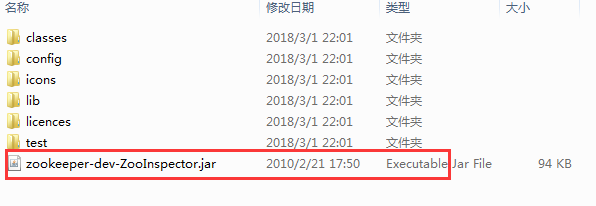 名称 修改日期 类型 大小
classes 2018/3/1 22:01 文件夹
config 2018/3/1 22:01 文件夹
icons 2018/3/1 22:01 文件夹
lib 2018/3/1 22:01 文件夹
licences 2018/3/1 22:01 文件夹
test 2018/3/1 22:01 文件夹
zookeeper-dev-ZooInspector.jar 2010/2/21 17:50 Executable Jar File 94 KB